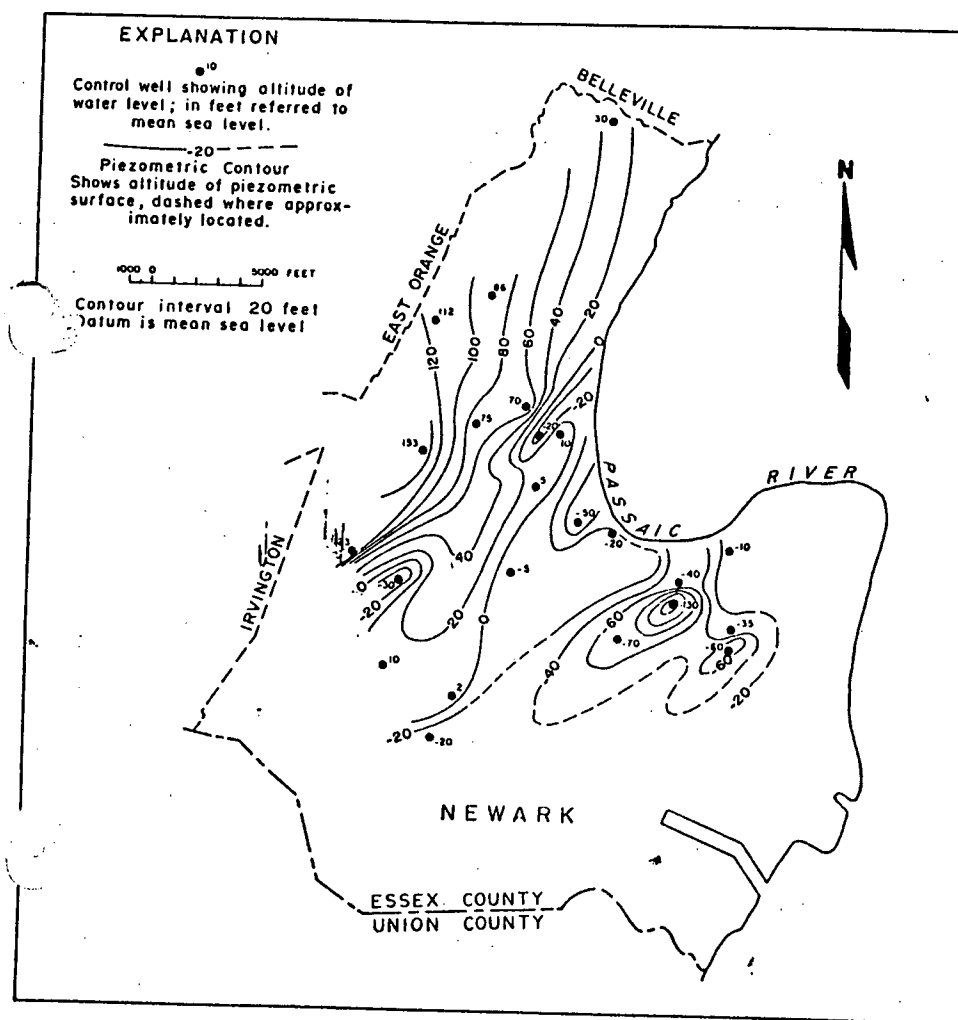 EXPLANATION
10
Control well showing altitude of
water level; in feet referred to
mean sea level.
-20
Piezometric Contour
Shows altitude of piezometric
surface, dashed where approx-
imately located.
1000 0 5000 FEET
Contour interval 20 feet
Datum is mean sea level
BELLEVILLE
30
N
EAST ORANGE
86
112
120
100
80
60
40
20
0
70
75
153
-20
-20
10
PASSAIC
RIVER
5
-50
-20
-10
IRVINGTON
-30
0
-20
40
20
0
-5
-40
-130
-60
-70
-35
-80
-60
-40
-20
10
2
-20
-20
NEWARK
ESSEX COUNTY
UNION COUNTY